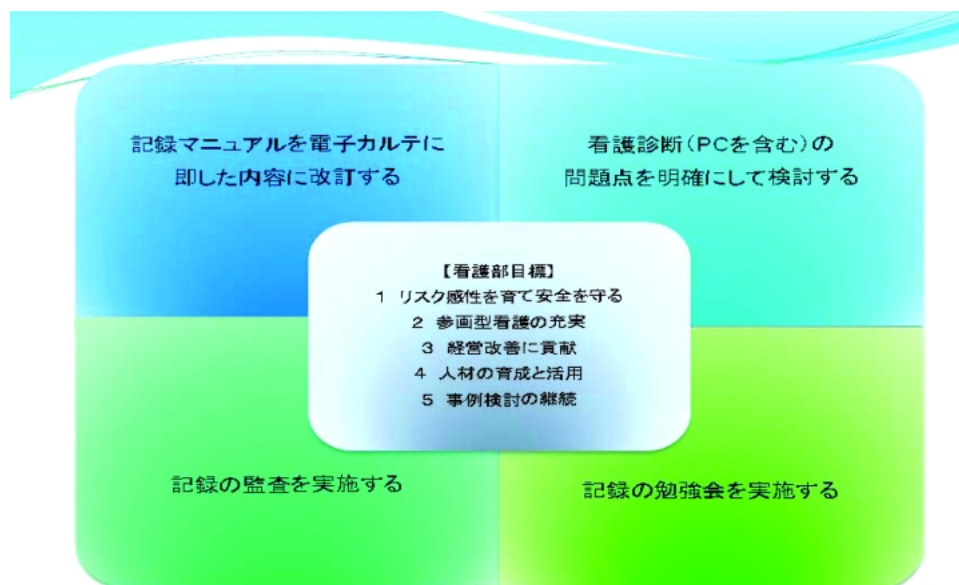 記録マニュアルを電子カルテに
即した内容に改訂する
看護診断（PCを含む）の
問題点を明確にして検討する
【看護部目標】
1 リスク感性を育て安全を守る
2 参画型看護の充実
3 経営改善に貢献
4 人材の育成と活用
5 事例検討の継続
記録の監査を実施する
記録の勉強会を実施する